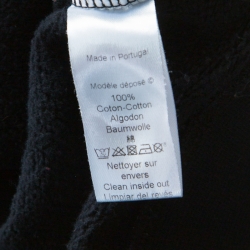 Made in Portugal
Modèle déposé ©
100%
Coton-Cotton
Algodon
Baumwolle
綿
Nettoyer sur
envers
Clean inside out
Limpiar del revés